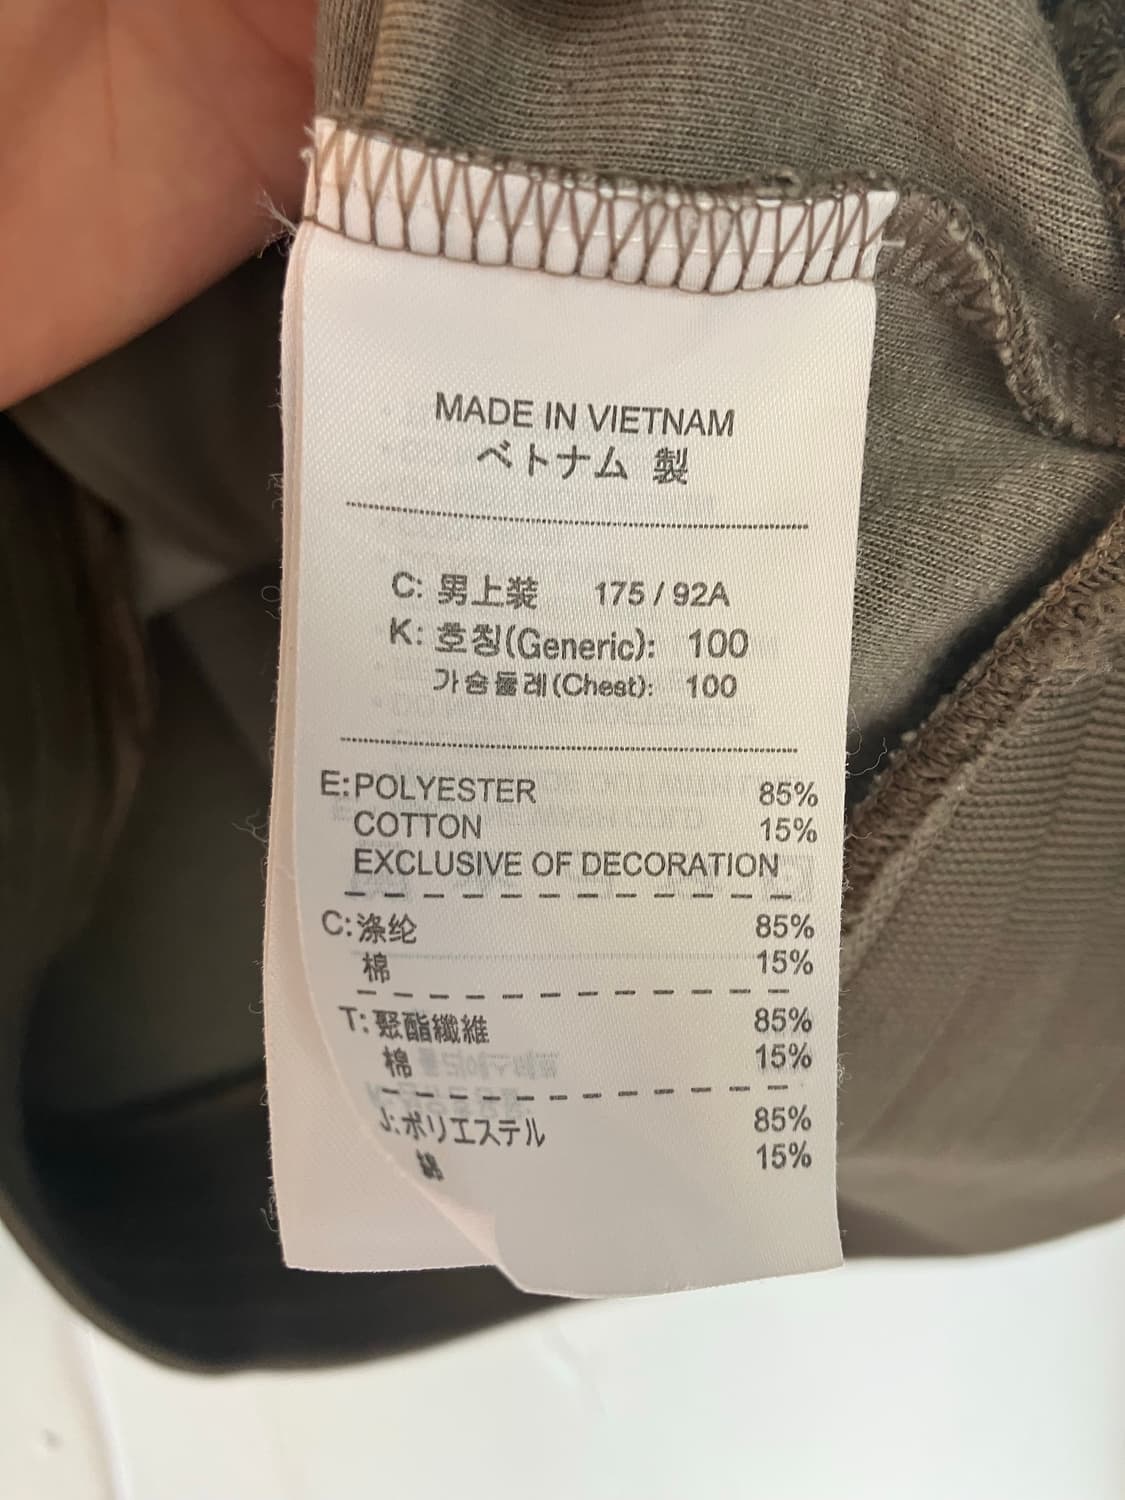 MADE IN VIETNAM
ベトナム 製
C: 男上装 175 / 92A
K: 호칭(Generic): 100
가슴둘레(Chest): 100
E:POLYESTER 85%
COTTON 15%
EXCLUSIVE OF DECORATION
C:涤纶 85%
棉 15%
T:聚酯纖維 85%
棉 15%
J:ポリエステル 85%
綿 15%